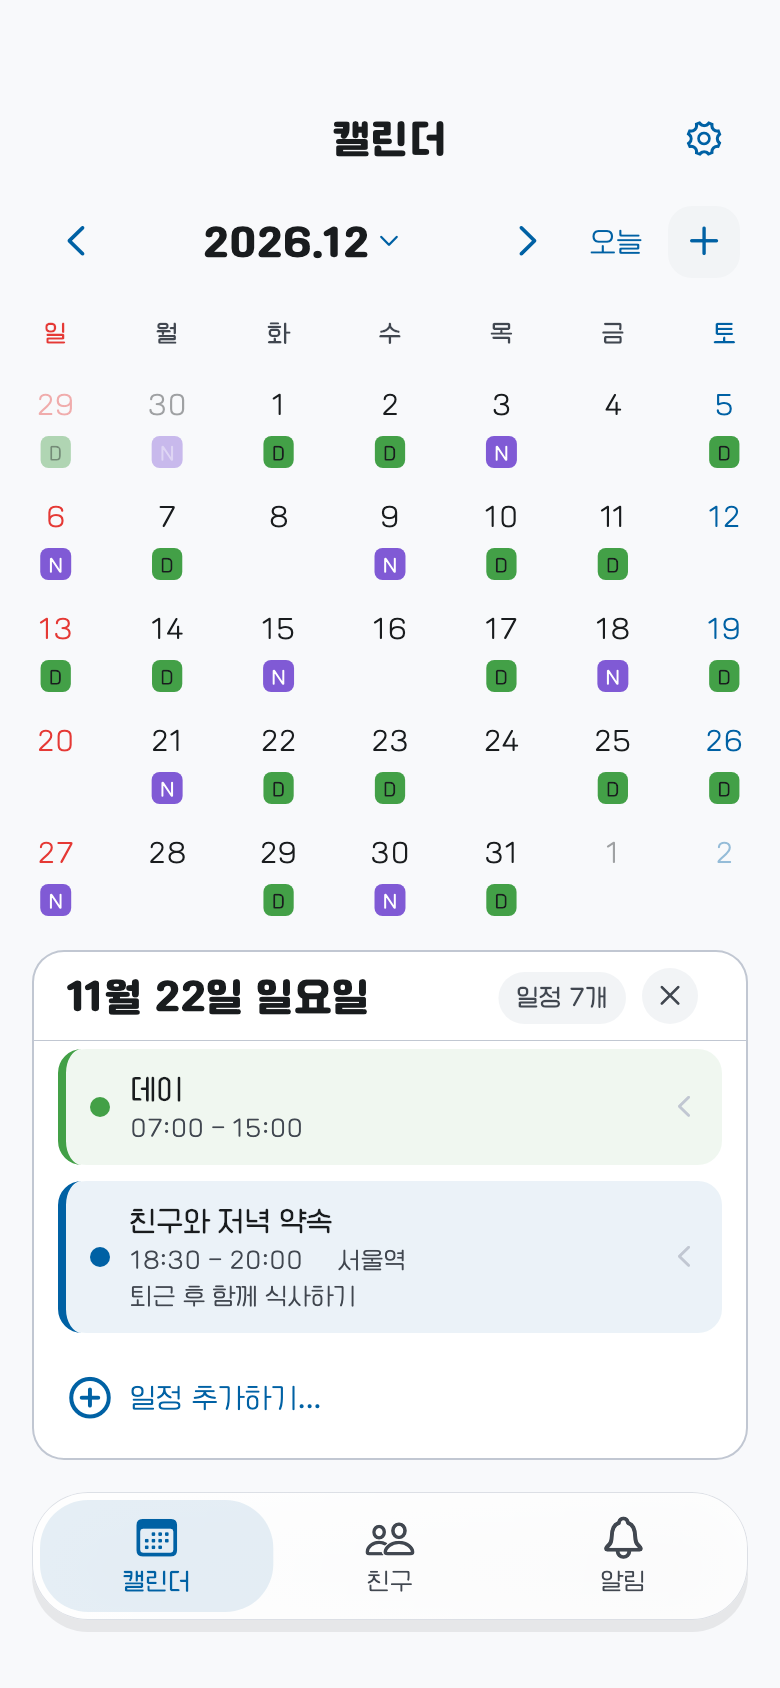 캘린더
2026.12 오늘
일 월 화 수 목 금 토
29 30 1 2 3 4 5
D N D D N D
6 7 8 9 10 11 12
N D N D D
13 14 15 16 17 18 19
D D N D N D
20 21 22 23 24 25 26
N D D D D
27 28 29 30 31 1 2
N D N D
11월 22일 일요일 일정 7개
데이
07:00 – 15:00
친구와 저녁 약속
18:30 – 20:00 서울역
퇴근 후 함께 식사하기
일정 추가하기...
캘린더 친구 알림